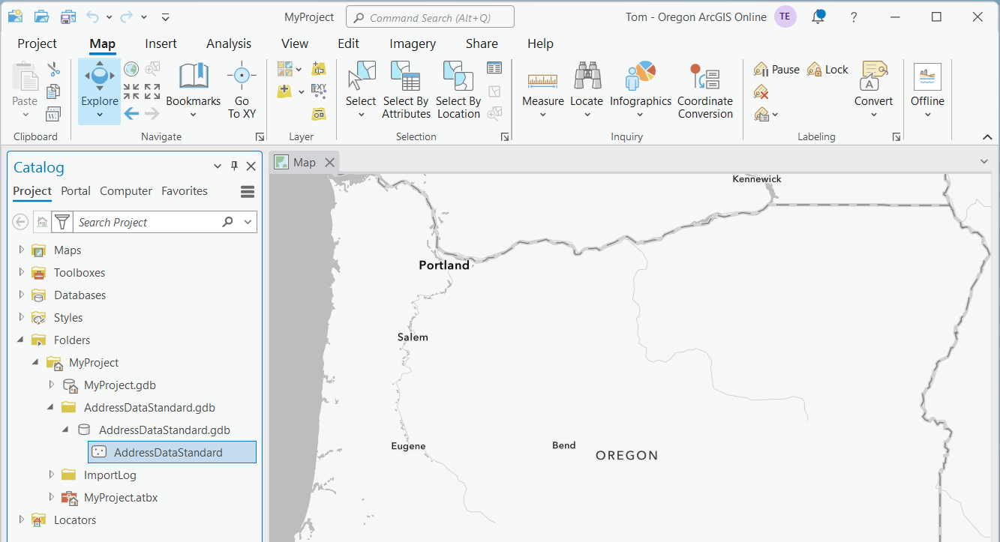 MyProject
Command Search (Alt+Q)
Tom - Oregon ArcGIS Online
TE
?
Project
Map
Insert
Analysis
View
Edit
Imagery
Share
Help
Paste
Clipboard
Explore
Bookmarks
Go
To XY
Navigate
XY
Layer
Select
Select By
Attributes
Select By
Location
Selection
Measure
Locate
Infographics
Coordinate
Conversion
Inquiry
Pause
Lock
A
Convert
Labeling
Offline
Catalog
Project
Portal
Computer
Favorites
Search Project
Maps
Toolboxes
Databases
Styles
Folders
MyProject
MyProject.gdb
AddressDataStandard.gdb
AddressDataStandard.gdb
AddressDataStandard
ImportLog
MyProject.atbx
Locators
Map
Kennewick
Portland
Salem
Eugene
Bend
OREGON